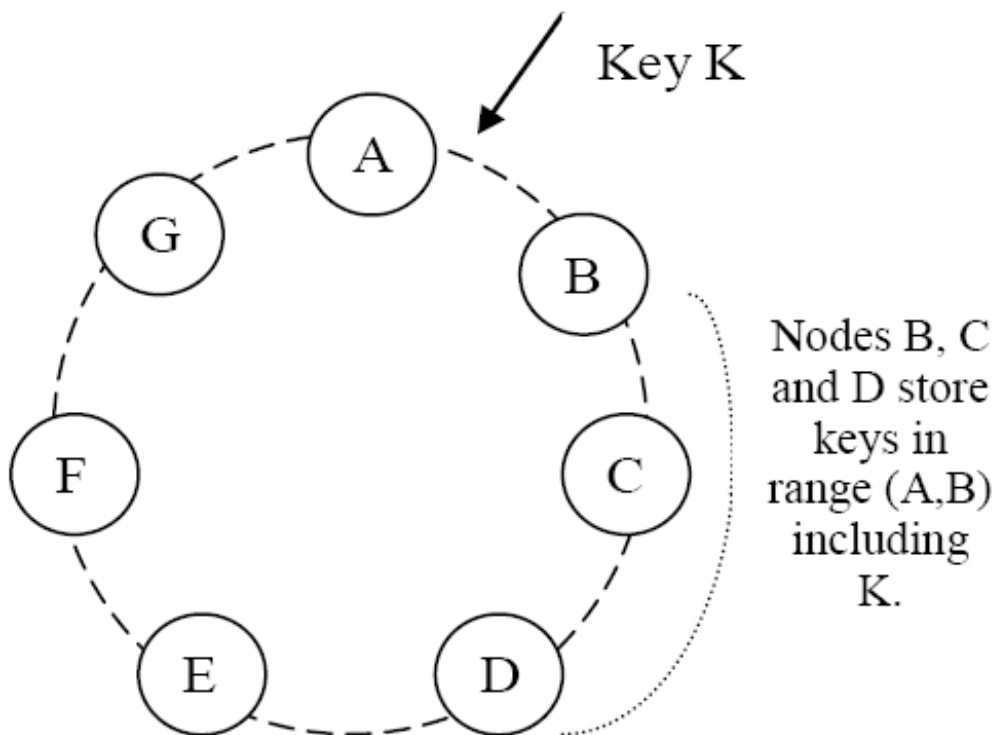 Key K
A
G
B
Nodes B, C
and D store
keys in
range (A,B)
including
K.
F
C
E
D